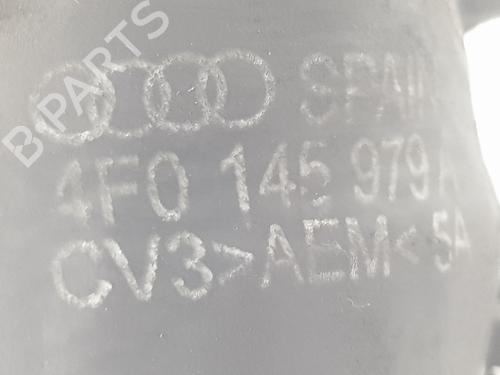 B-PARTS
SPAIN
4F0 145 979 A
CV3 >AEM< 5A